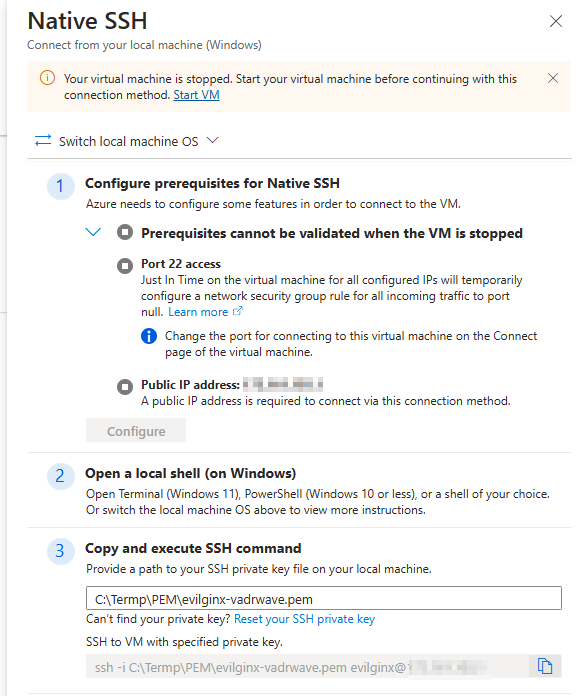 Native SSH
Connect from your local machine (Windows)
Your virtual machine is stopped. Start your virtual machine before continuing with this
connection method. Start VM
Switch local machine OS
1 Configure prerequisites for Native SSH
Azure needs to configure some features in order to connect to the VM.
Prerequisites cannot be validated when the VM is stopped
Port 22 access
Just In Time on the virtual machine for all configured IPs will temporarily
configure a network security group rule for all incoming traffic to port
null. Learn more
Change the port for connecting to this virtual machine on the Connect
page of the virtual machine.
Public IP address:
A public IP address is required to connect via this connection method.
Configure
2 Open a local shell (on Windows)
Open Terminal (Windows 11), PowerShell (Windows 10 or less), or a shell of your choice.
Or switch the local machine OS above to view more instructions.
3 Copy and execute SSH command
Provide a path to your SSH private key file on your local machine.
C:\Termp\PEM\evilginx-vadrwave.pem
Can't find your private key? Reset your SSH private key
SSH to VM with specified private key.
ssh -i C:\Termp\PEM\evilginx-vadrwave.pem evilginx@